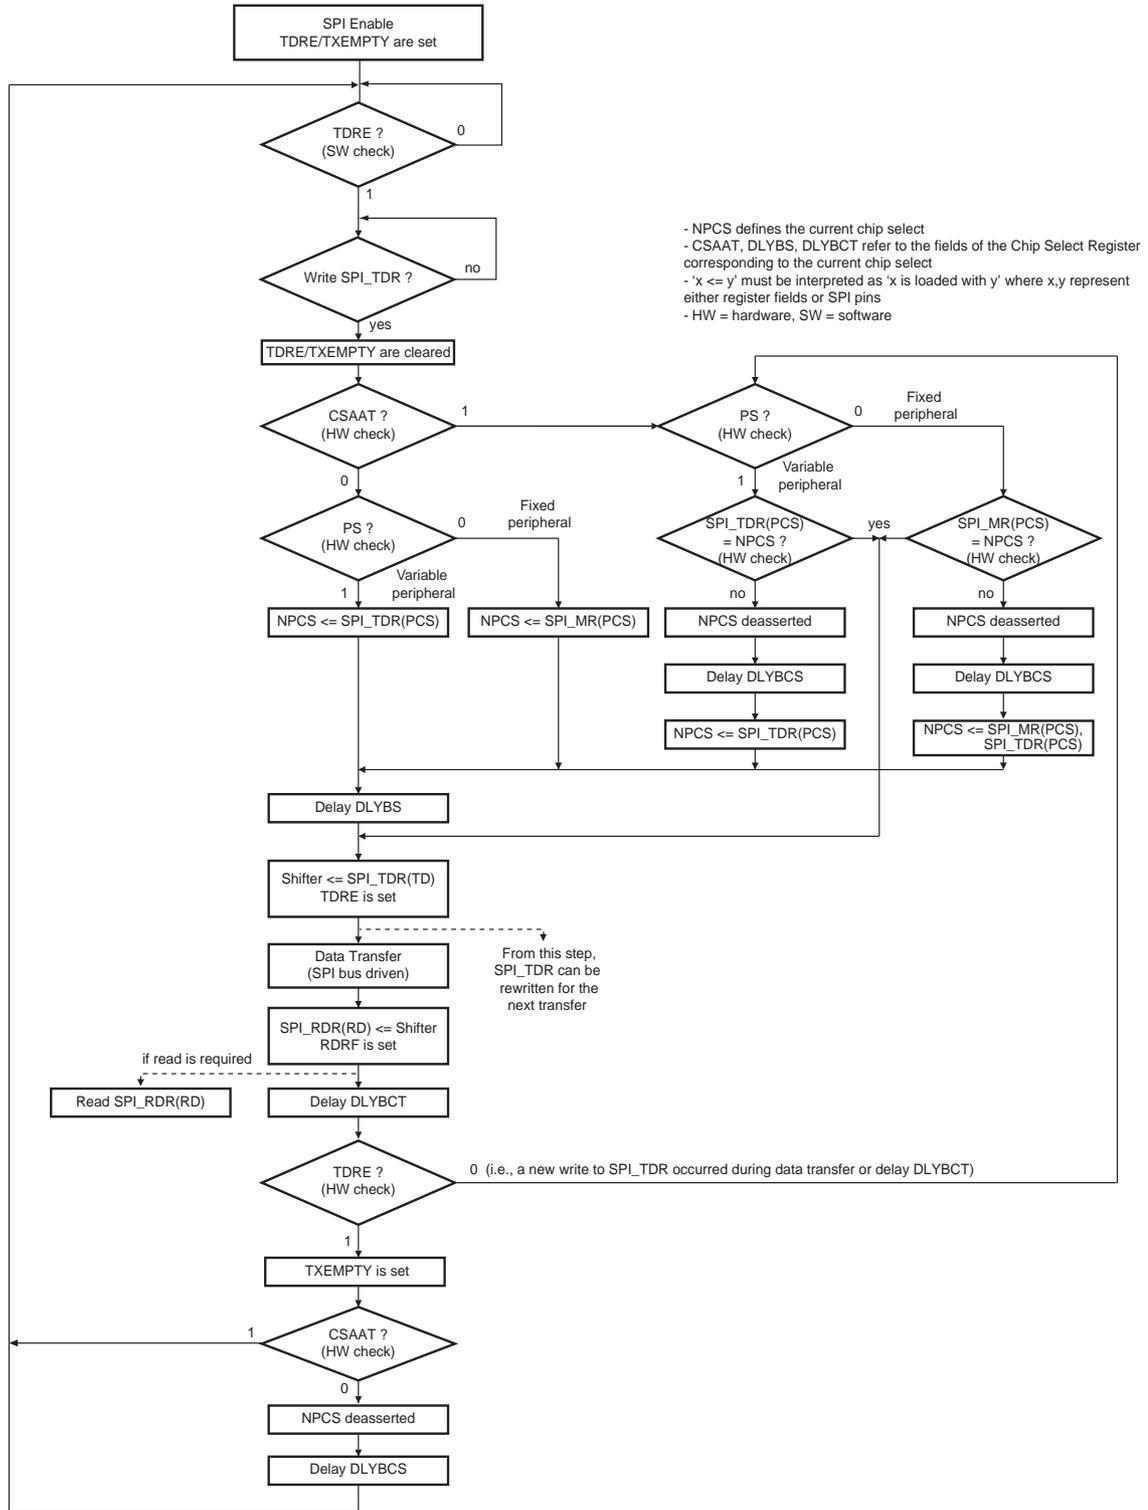 SPI Enable
TDRE/TXEMPTY are set
TDRE ?
(SW check)
0
1
Write SPI_TDR ?
no
yes
TDRE/TXEMPTY are cleared
- NPCS defines the current chip select
- CSAAT, DLYBS, DLYBCT refer to the fields of the Chip Select Register
corresponding to the current chip select
- ‘x <= y’ must be interpreted as ‘x is loaded with y’ where x,y represent
either register fields or SPI pins
- HW = hardware, SW = software
CSAAT ?
(HW check)
1
0
PS ?
(HW check)
0
Fixed
peripheral
1
Variable
peripheral
PS ?
(HW check)
0
Fixed
peripheral
1
Variable
peripheral
SPI_TDR(PCS)
= NPCS ?
(HW check)
yes
no
SPI_MR(PCS)
= NPCS ?
(HW check)
no
NPCS <= SPI_TDR(PCS)
NPCS <= SPI_MR(PCS)
NPCS deasserted
Delay DLYBCS
NPCS <= SPI_TDR(PCS)
NPCS deasserted
Delay DLYBCS
NPCS <= SPI_MR(PCS),
SPI_TDR(PCS)
Delay DLYBS
Shifter <= SPI_TDR(TD)
TDRE is set
From this step,
SPI_TDR can be
rewritten for the
next transfer
Data Transfer
(SPI bus driven)
SPI_RDR(RD) <= Shifter
RDRF is set
if read is required
Read SPI_RDR(RD)
Delay DLYBCT
TDRE ?
(HW check)
0 (i.e., a new write to SPI_TDR occurred during data transfer or delay DLYBCT)
1
TXEMPTY is set
CSAAT ?
(HW check)
1
0
NPCS deasserted
Delay DLYBCS